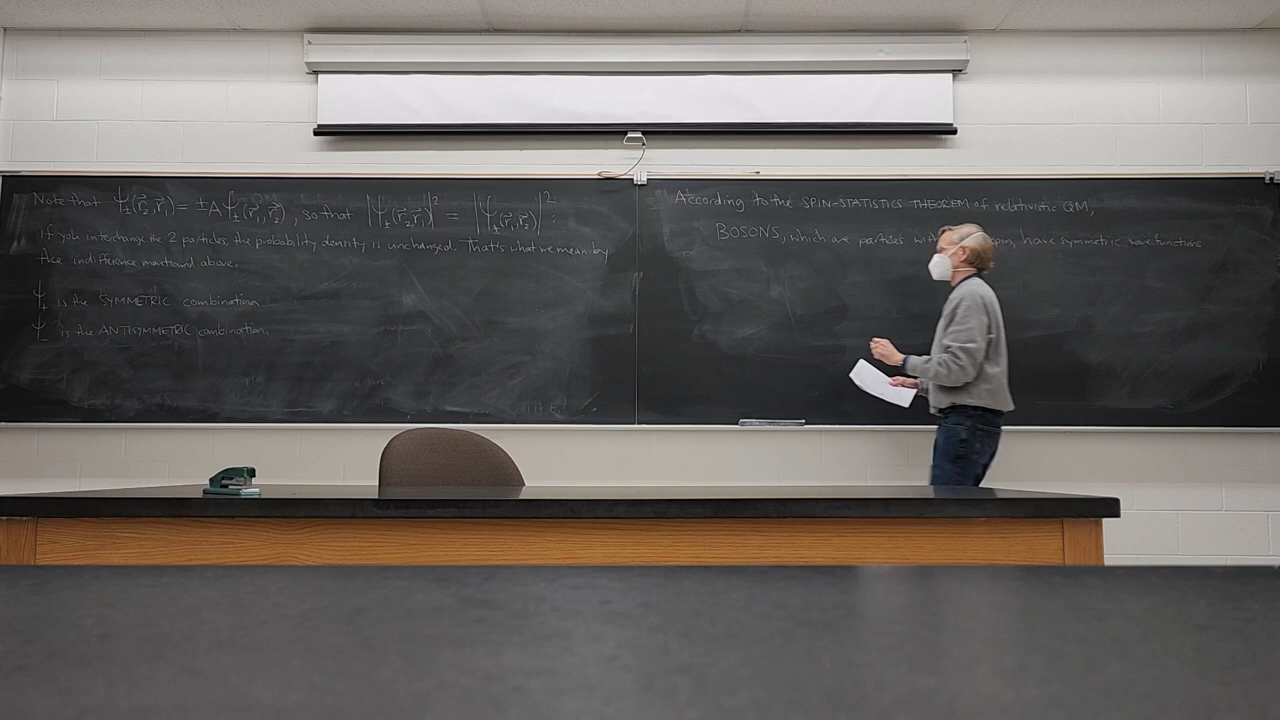 Note that ψ±(r⃗₂,r⃗₁) = ±A ψ±(r⃗₁,r⃗₂), so that |ψ±(r⃗₂,r⃗₁)|² = |ψ±(r⃗₁,r⃗₂)|² :
if you interchange the 2 particles, the probability density is unchanged. That's what we mean by
the indifference mentioned above.
ψ₊ is the SYMMETRIC combination
ψ₋ is the ANTISYMMETRIC combination.
According to the SPIN-STATISTICS THEOREM of relativistic QM,
BOSONS, which are particles with spin, have symmetric wave functions